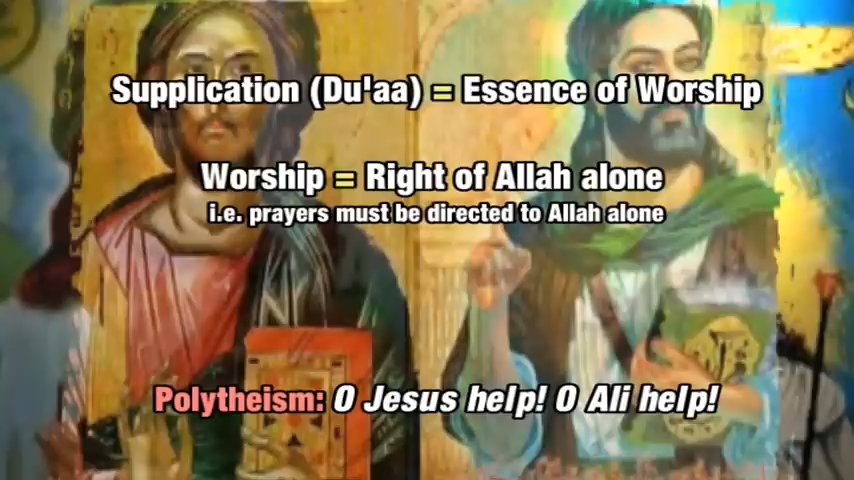 Supplication (Du'aa) = Essence of Worship
Worship = Right of Allah alone
i.e. prayers must be directed to Allah alone
Polytheism: O Jesus help! O Ali help!